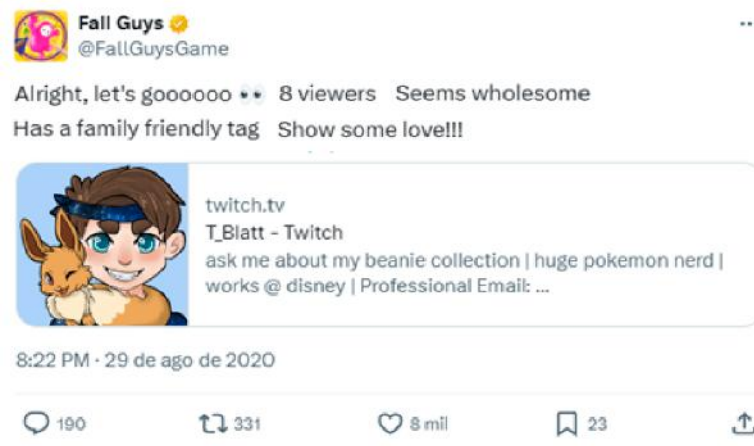 Fall Guys
@FallGuysGame
Alright, let's goooooo 👀 8 viewers Seems wholesome
Has a family friendly tag Show some love!!!
twitch.tv
T_Blatt - Twitch
ask me about my beanie collection | huge pokemon nerd |
works @ disney | Professional Email: ...
8:22 PM · 29 de ago de 2020
190 331 8 mil 23